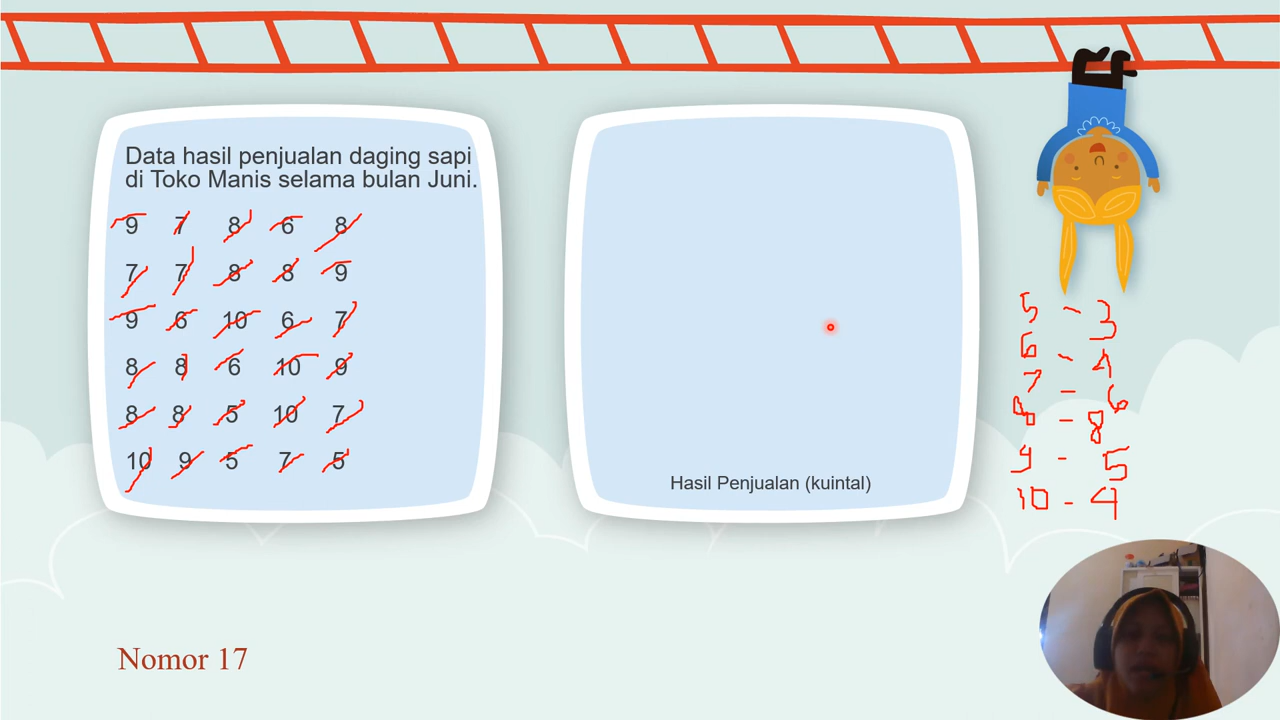 Data hasil penjualan daging sapi
di Toko Manis selama bulan Juni.
9 7 8 6 8
7 7 8 8 9
9 6 10 6 7
8 8 6 10 9
8 8 5 10 7
10 9 5 7 5
Hasil Penjualan (kuintal)
5 - 3
6 - 4
7 - 6
8 - 8
9 - 5
10 - 4
Nomor 17